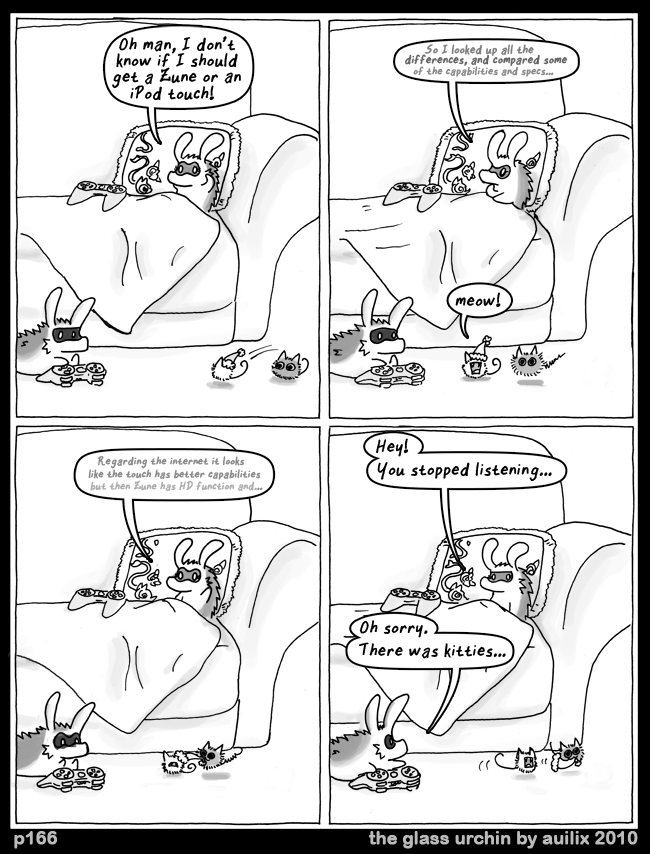 Oh man, I don't
know if I should
get a Zune or an
iPod touch!
So I looked up all the
differences, and compared some
of the capabilities and specs...
meow!
Regarding the internet it looks
like the touch has better capabilities
but then Zune has HD function and...
Hey!
You stopped listening...
Oh sorry.
There was kitties...
p166
the glass urchin by auilix 2010